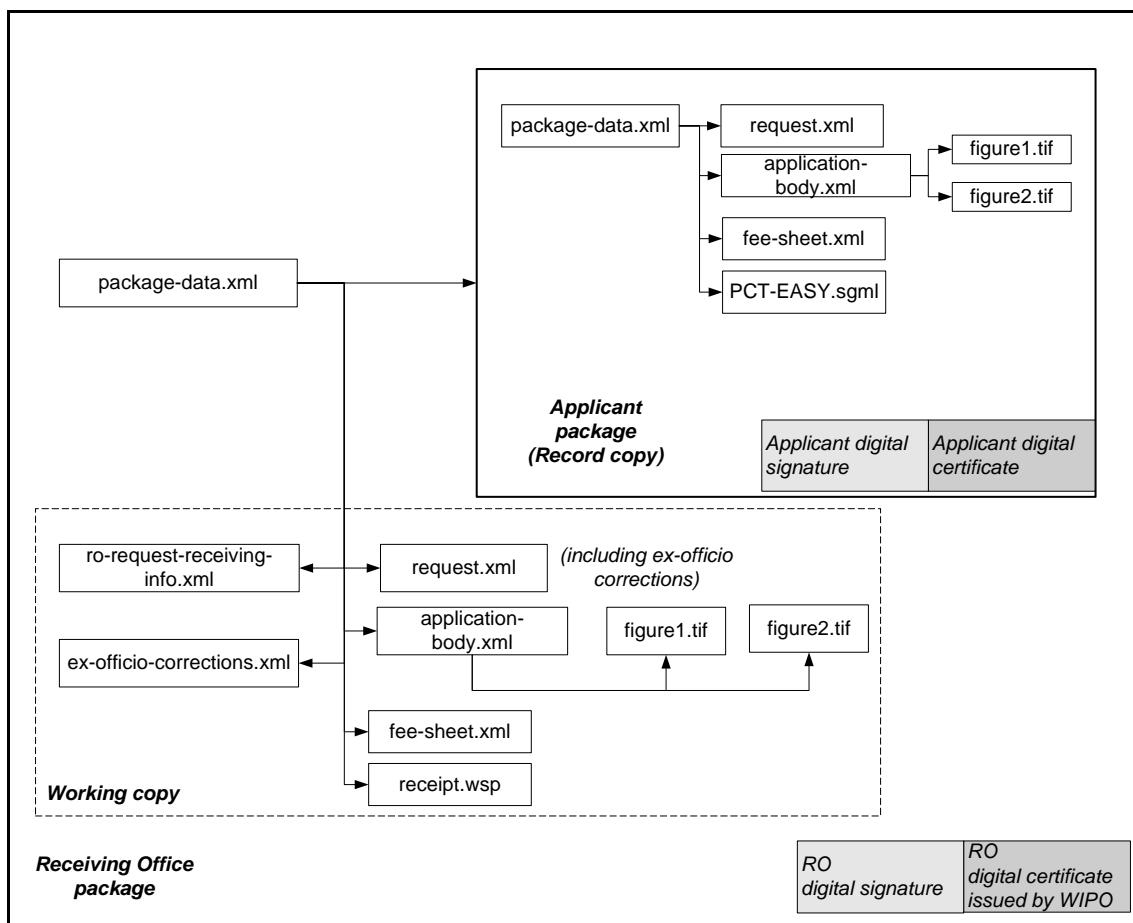 package-data.xml
request.xml
application-
body.xml
figure1.tif
figure2.tif
fee-sheet.xml
PCT-EASY.sgml
package-data.xml
Applicant
package
(Record copy)
Applicant digital
signature
Applicant digital
certificate
ro-request-receiving-
info.xml
request.xml
(including ex-officio
corrections)
application-
body.xml
figure1.tif
figure2.tif
ex-officio-corrections.xml
fee-sheet.xml
receipt.wsp
Working copy
Receiving Office
package
RO
digital signature
RO
digital certificate
issued by WIPO